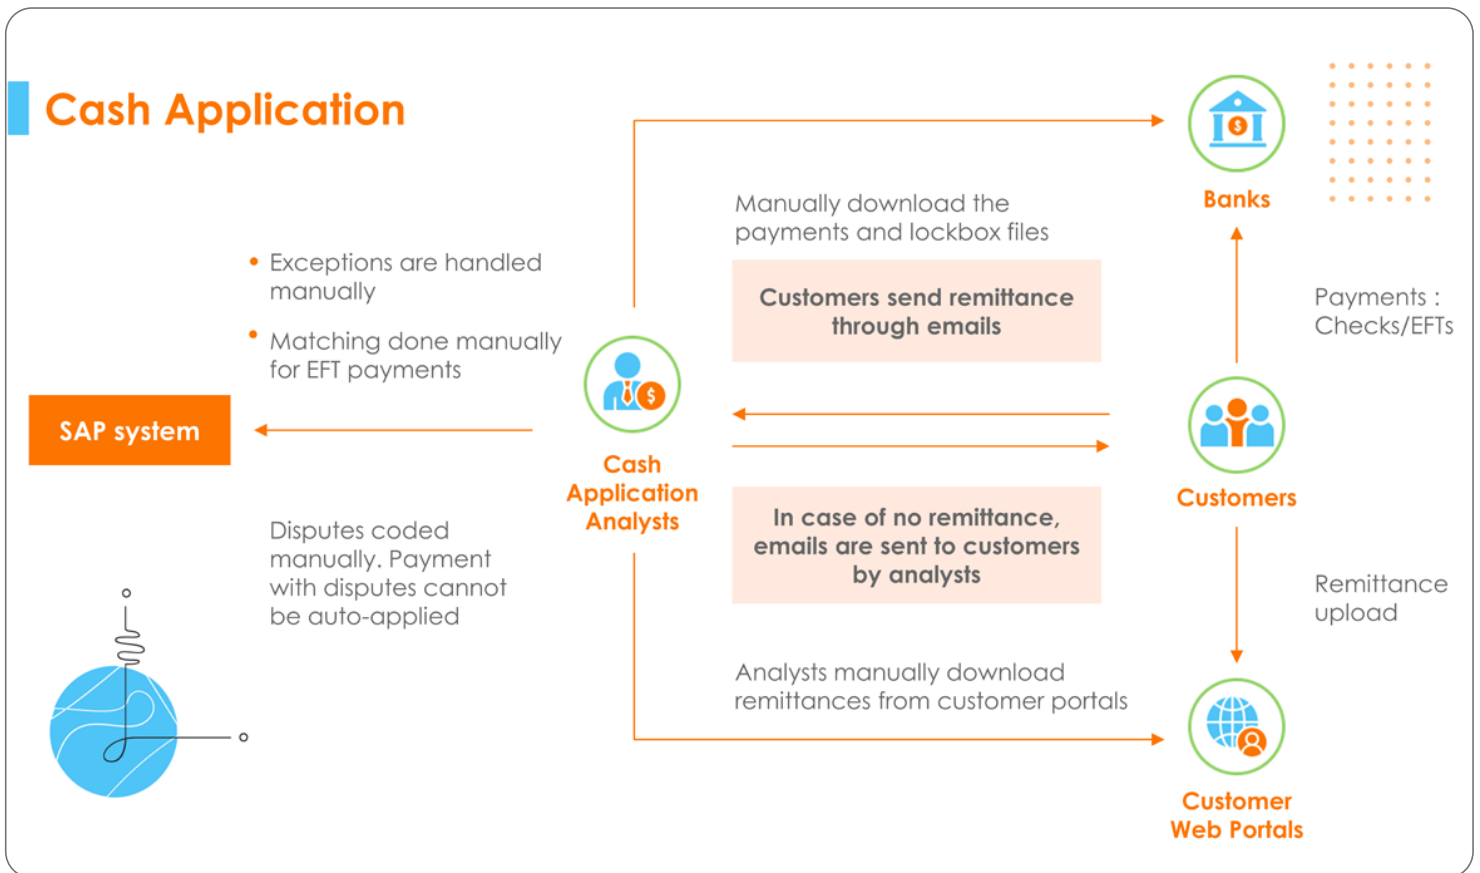 Cash Application
Banks
Manually download the
payments and lockbox files
Exceptions are handled
manually
Customers send remittance
through emails
Payments :
Checks/EFTs
Matching done manually
for EFT payments
SAP system
Cash
Application
Analysts
Customers
In case of no remittance,
emails are sent to customers
by analysts
Disputes coded
manually. Payment
with disputes cannot
be auto-applied
Remittance
upload
Analysts manually download
remittances from customer portals
Customer
Web Portals